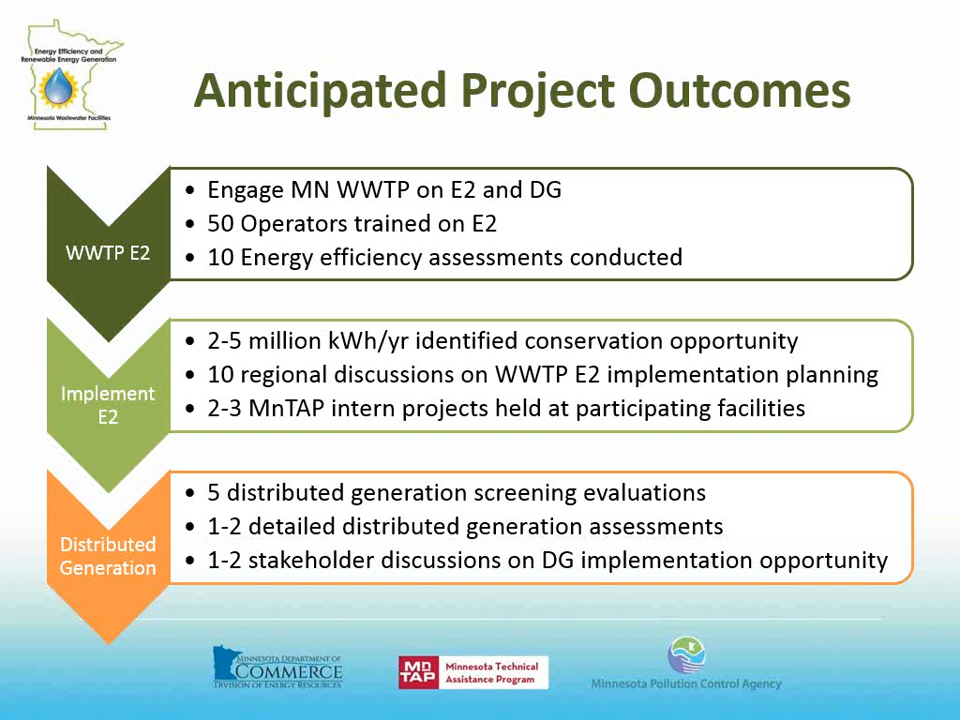 Energy Efficiency and
Renewable Energy Generation
Minnesota Wastewater Facilities
Anticipated Project Outcomes
WWTP E2
• Engage MN WWTP on E2 and DG
• 50 Operators trained on E2
• 10 Energy efficiency assessments conducted
Implement
E2
• 2-5 million kWh/yr identified conservation opportunity
• 10 regional discussions on WWTP E2 implementation planning
• 2-3 MnTAP intern projects held at participating facilities
Distributed
Generation
• 5 distributed generation screening evaluations
• 1-2 detailed distributed generation assessments
• 1-2 stakeholder discussions on DG implementation opportunity
MINNESOTA DEPARTMENT OF
COMMERCE
DIVISION OF ENERGY RESOURCES
MN
TAP
Minnesota Technical
Assistance Program
Minnesota Pollution Control Agency